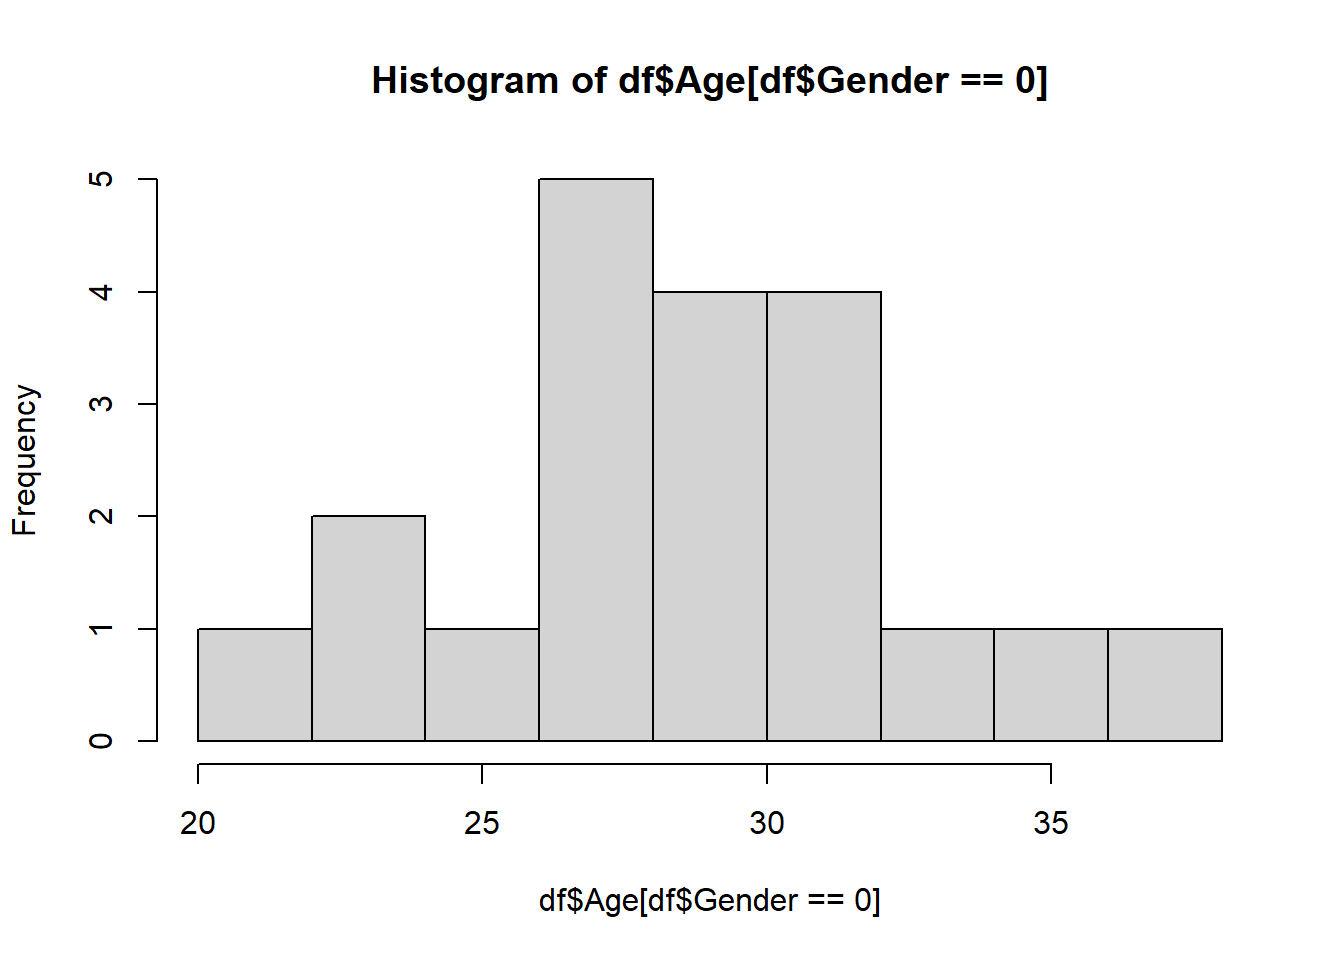 Histogram of df$Age[df$Gender == 0]
Frequency
5
4
3
2
1
0
20 25 30 35
df$Age[df$Gender == 0]